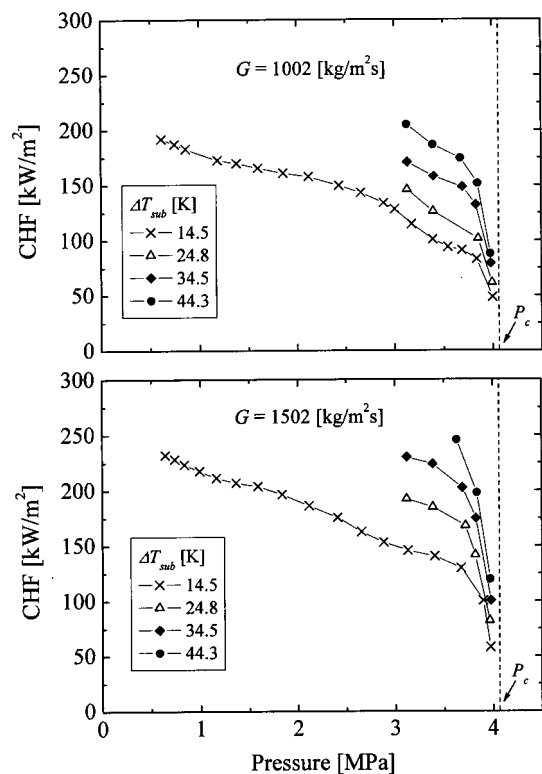 300
250
200
150
100
50
0
CHF [kW/m²]
G = 1002 [kg/m²s]
ΔT_sub [K]
14.5
24.8
34.5
44.3
P_c
300
250
200
150
100
50
0
CHF [kW/m²]
G = 1502 [kg/m²s]
ΔT_sub [K]
14.5
24.8
34.5
44.3
P_c
0 1 2 3 4
Pressure [MPa]